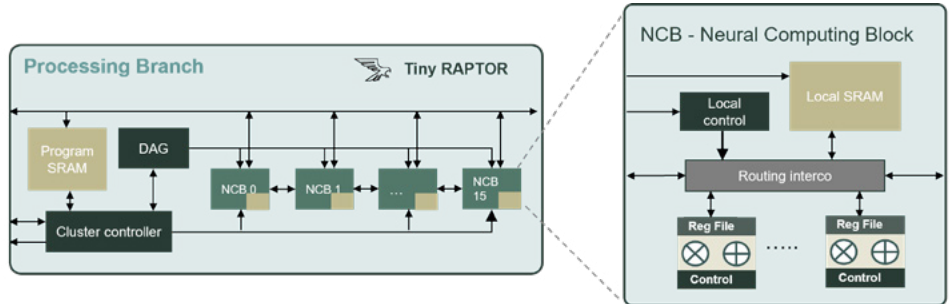 Processing Branch
Tiny RAPTOR
Program
SRAM
DAG
NCB 0
NCB 1
...
NCB
15
Cluster controller
NCB - Neural Computing Block
Local
control
Local SRAM
Routing interco
Reg File
Control
.....
Reg File
Control